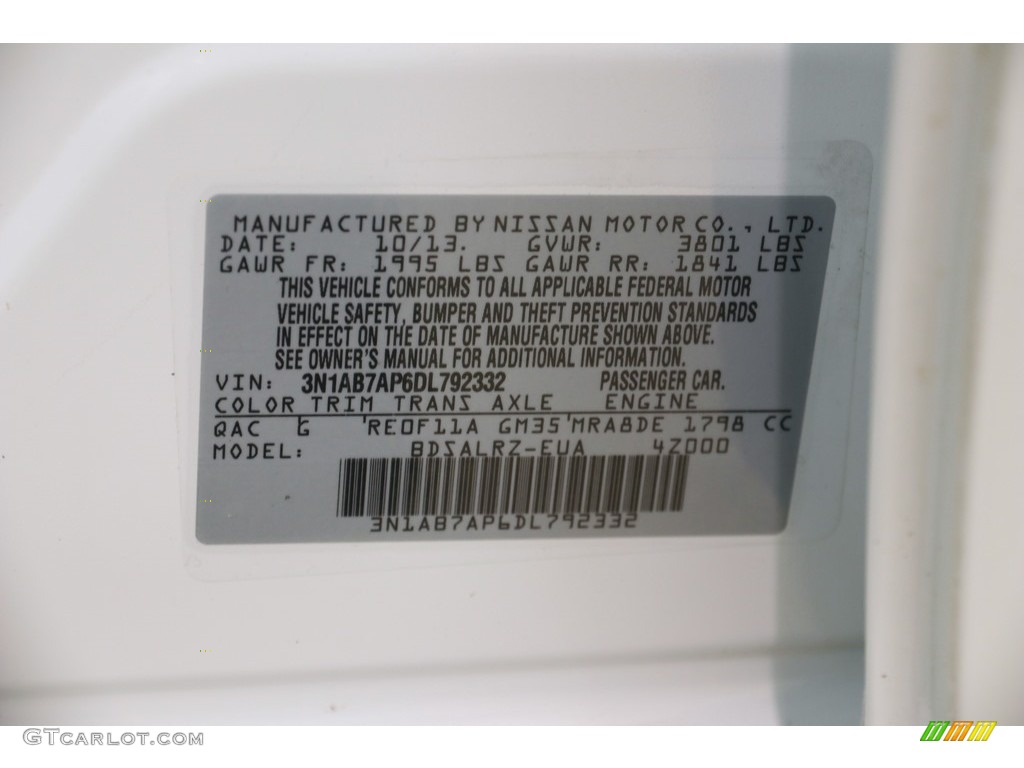 MANUFACTURED BY NISSAN MOTOR CO., LTD.
DATE: 10/13. GVWR: 3801 LBS
GAWR FR: 1995 LBS GAWR RR: 1841 LBS
THIS VEHICLE CONFORMS TO ALL APPLICABLE FEDERAL MOTOR
VEHICLE SAFETY, BUMPER AND THEFT PREVENTION STANDARDS
IN EFFECT ON THE DATE OF MANUFACTURE SHOWN ABOVE.
SEE OWNER'S MANUAL FOR ADDITIONAL INFORMATION.
VIN: 3N1AB7AP6DL792332 PASSENGER CAR.
COLOR TRIM TRANS AXLE ENGINE
QAC G 'RE0F11A GM35'MRA8DE 1798 CC
MODEL: BDSALRZ-EUA 4Z000
3N1AB7AP6DL792332
GTCARLOT.COM